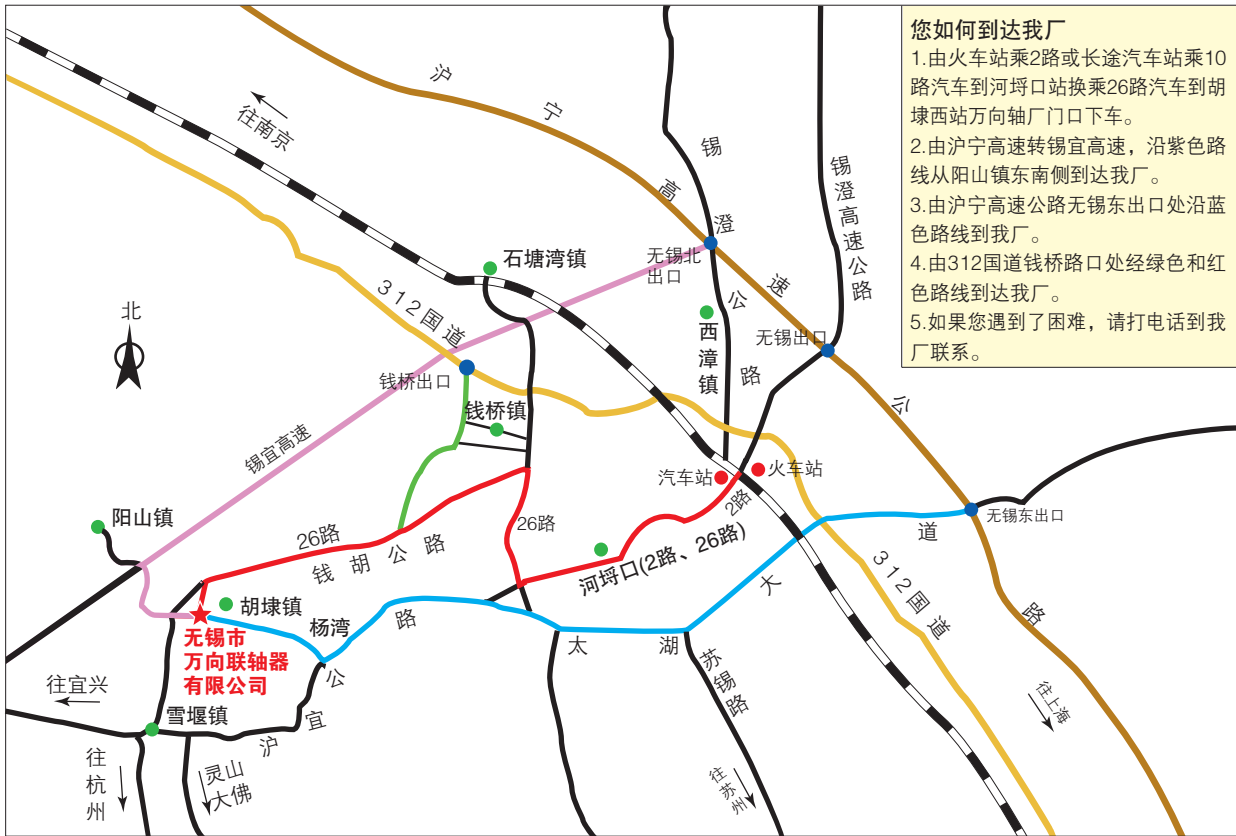 您如何到达我厂
1.由火车站乘2路或长途汽车站乘10
路汽车到河埒口站换乘26路汽车到胡
埭西站万向轴厂门口下车。
2.由沪宁高速转锡宜高速，沿紫色路
线从阳山镇东南侧到达我厂。
3.由沪宁高速公路无锡东出口处沿蓝
色路线到我厂。
4.由312国道钱桥路口处经绿色和红
色路线到达我厂。
5.如果您遇到了困难，请打电话到我
厂联系。
沪宁高速公路
往南京
锡澄公路
锡澄高速公路
无锡北
出口
石塘湾镇
312国道
北
西漳镇
无锡出口
钱桥出口
钱桥镇
锡宜高速
汽车站
火车站
2路
阳山镇
26路
26路
无锡东出口
钱胡公路
河埒口(2路、26路)
太湖大道
312国道
胡埭镇
杨湾
无锡市
万向联轴器
有限公司
沪宜公路
苏锡路
往宜兴
往上海
雪堰镇
往杭州
灵山
大佛
往苏州